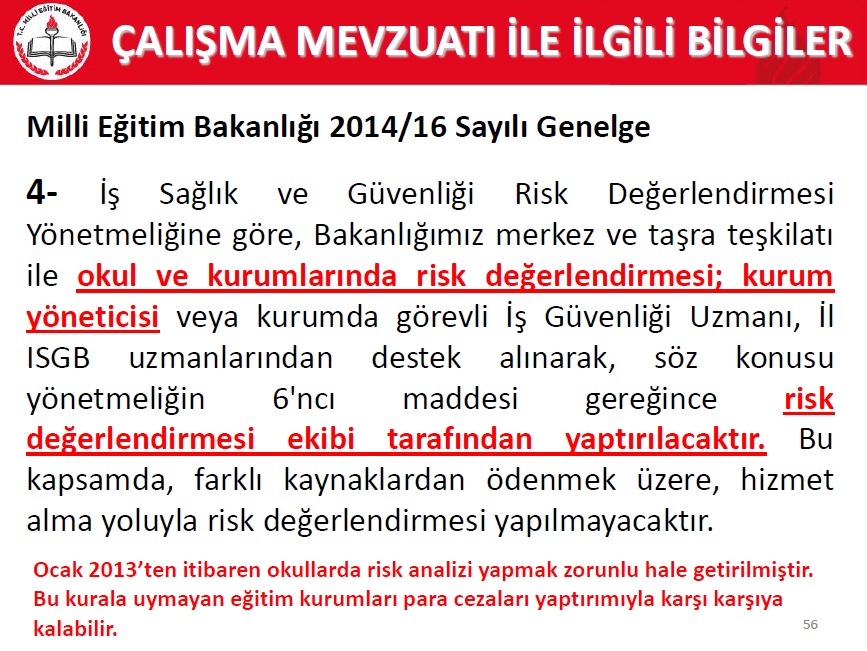 T.C. MİLLÎ EĞİTİM BAKANLIĞI
ÇALIŞMA MEVZUATI İLE İLGİLİ BİLGİLER
Milli Eğitim Bakanlığı 2014/16 Sayılı Genelge
4- İş Sağlık ve Güvenliği Risk Değerlendirmesi
Yönetmeliğine göre, Bakanlığımız merkez ve taşra teşkilatı
ile okul ve kurumlarında risk değerlendirmesi; kurum
yöneticisi veya kurumda görevli İş Güvenliği Uzmanı, İl
ISGB uzmanlarından destek alınarak, söz konusu
yönetmeliğin 6'ncı maddesi gereğince risk
değerlendirmesi ekibi tarafından yaptırılacaktır. Bu
kapsamda, farklı kaynaklardan ödenmek üzere, hizmet
alma yoluyla risk değerlendirmesi yapılmayacaktır.
Ocak 2013’ten itibaren okullarda risk analizi yapmak zorunlu hale getirilmiştir.
Bu kurala uymayan eğitim kurumları para cezaları yaptırımıyla karşı karşıya
kalabilir.
56